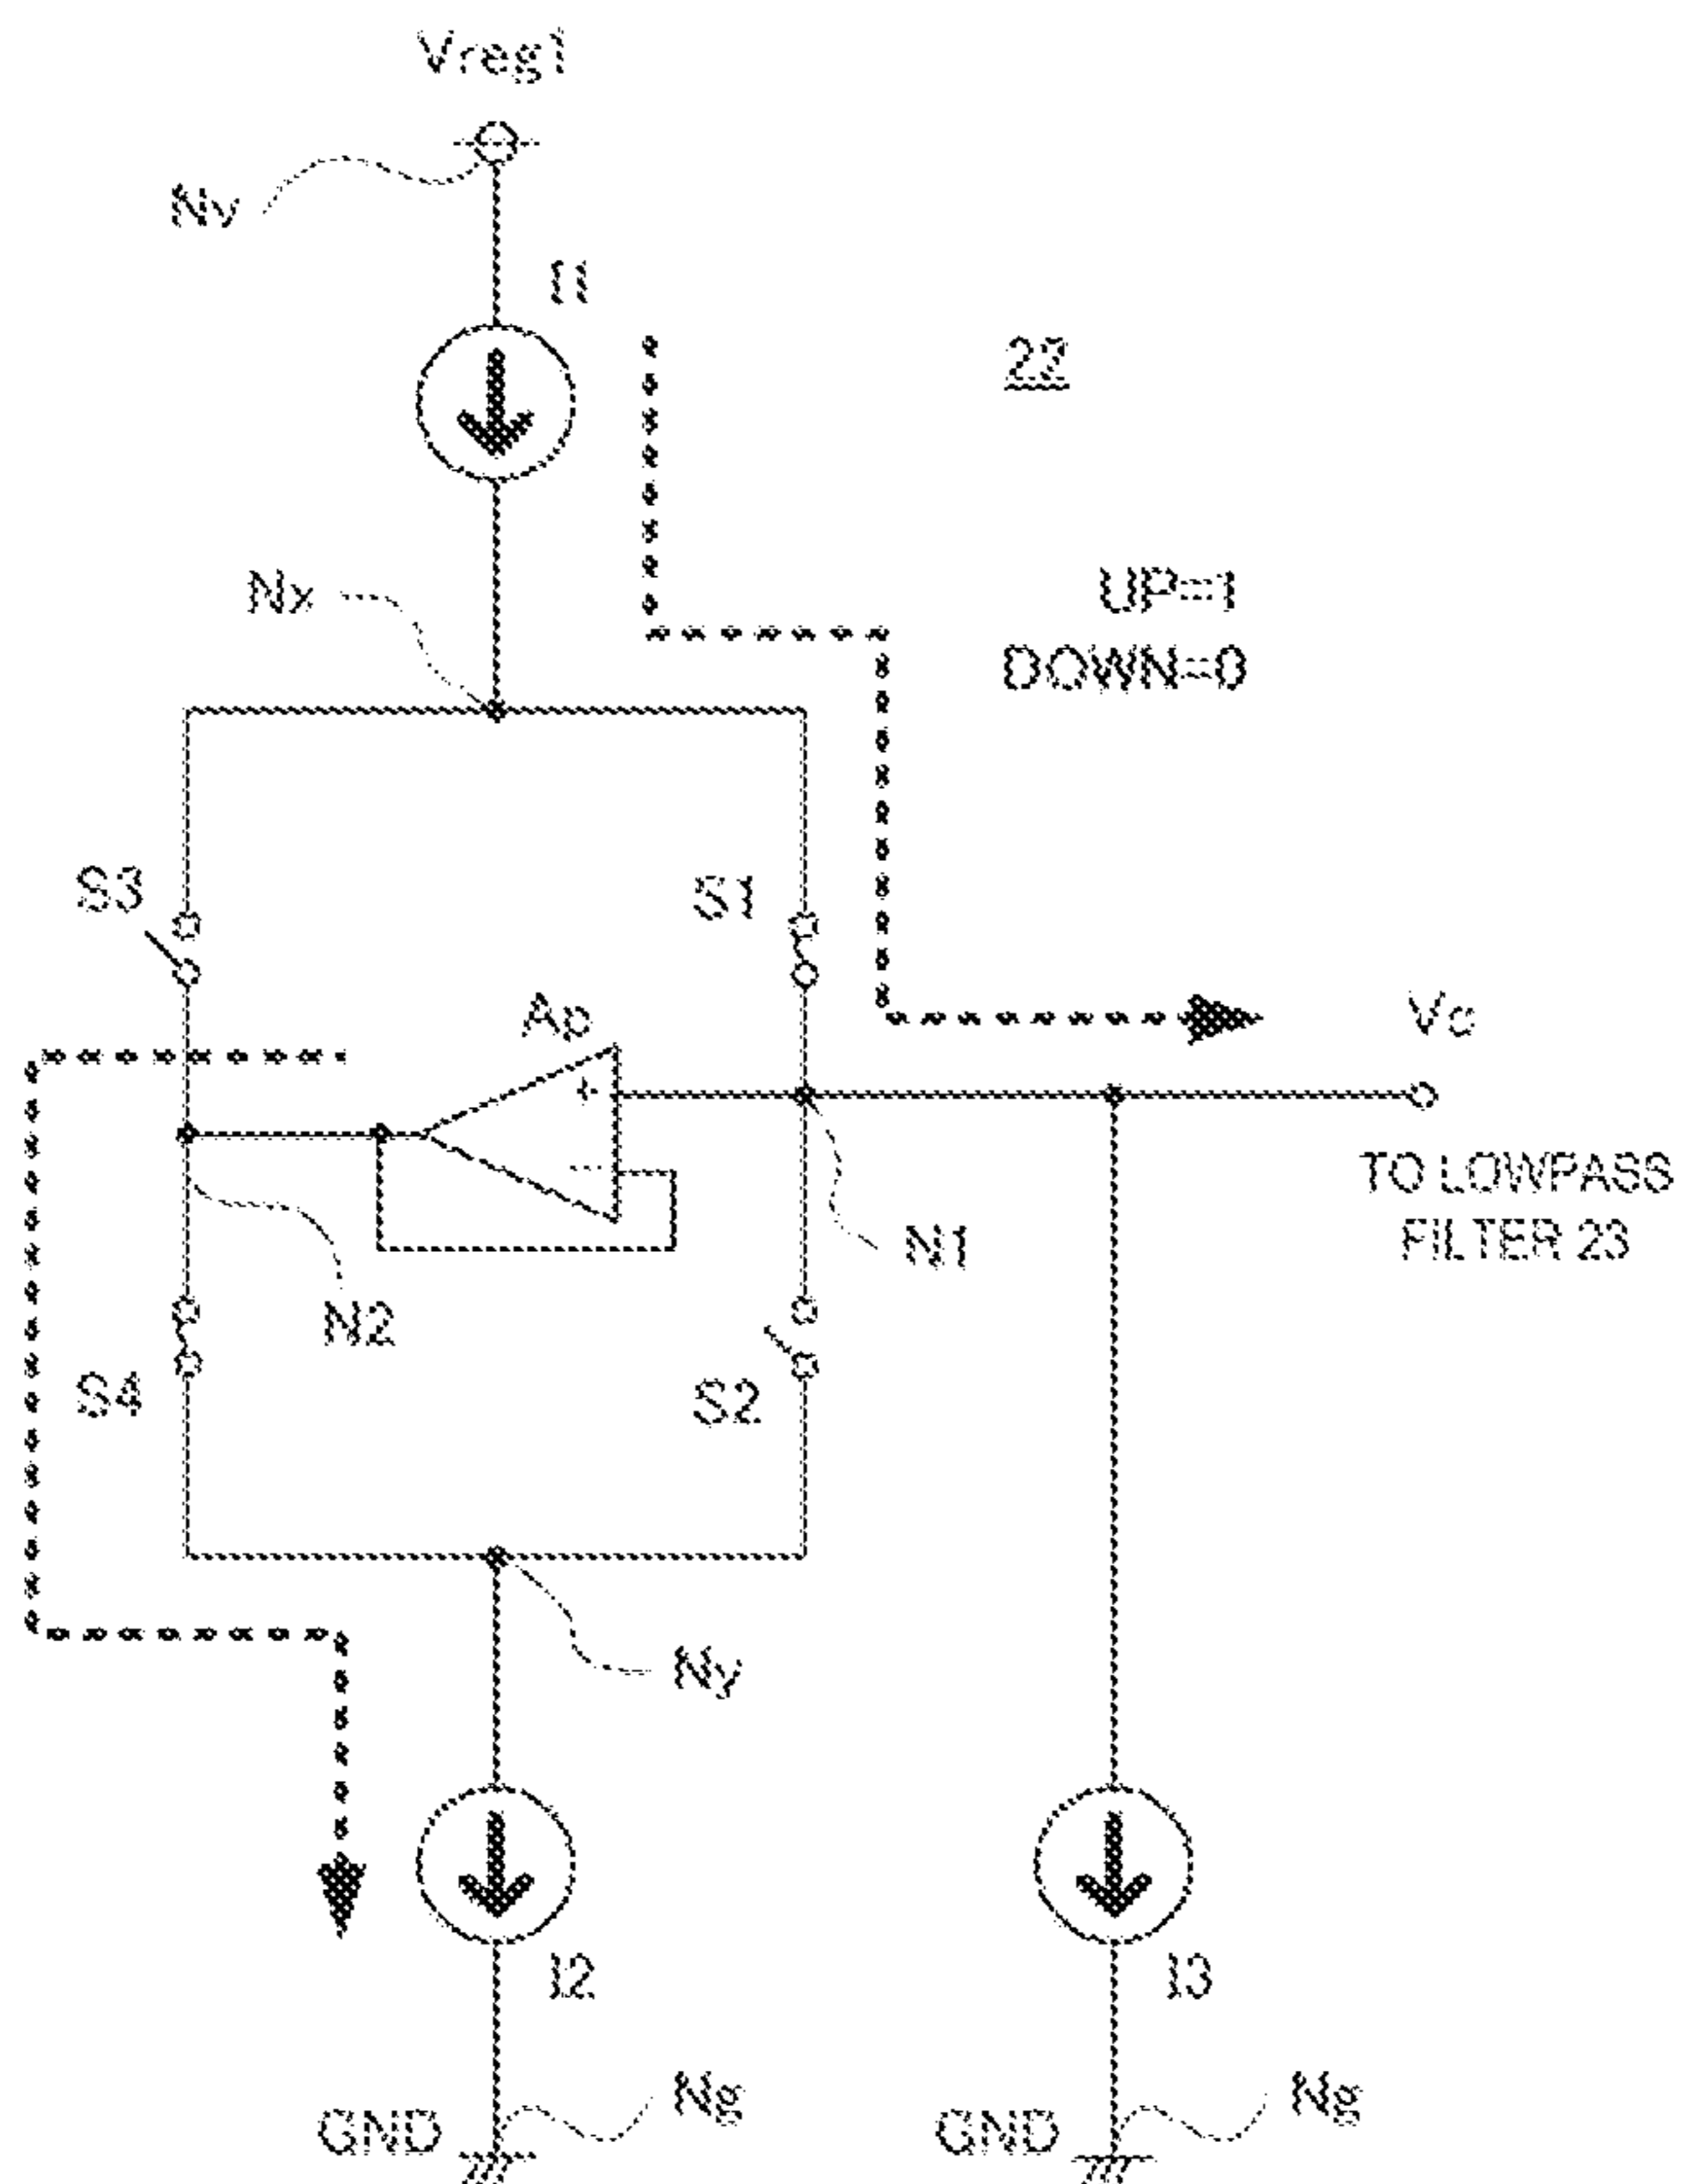 Vreg1
Nv
I1
22
Nx
UP=1
DOWN=0
S3
S1
Ap
Vc
+
-
TO LOWPASS
FILTER 23
N1
N2
S4
S2
Ny
I2
I3
Ng
Ng
GND
GND